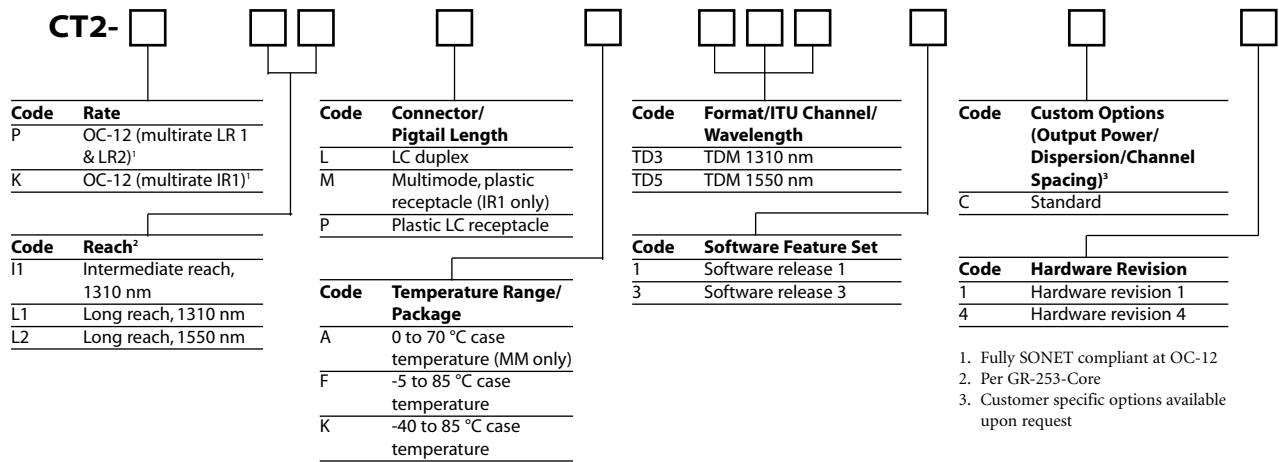 CT2-
Code Rate
P OC-12 (multirate LR 1
& LR2)¹
K OC-12 (multirate IR1)¹
Code Reach²
I1 Intermediate reach,
1310 nm
L1 Long reach, 1310 nm
L2 Long reach, 1550 nm
Code Connector/
Pigtail Length
L LC duplex
M Multimode, plastic
receptacle (IR1 only)
P Plastic LC receptacle
Code Temperature Range/
Package
A 0 to 70 °C case
temperature (MM only)
F -5 to 85 °C case
temperature
K -40 to 85 °C case
temperature
Code Format/ITU Channel/
Wavelength
TD3 TDM 1310 nm
TD5 TDM 1550 nm
Code Software Feature Set
1 Software release 1
3 Software release 3
Code Custom Options
(Output Power/
Dispersion/Channel
Spacing)³
C Standard
Code Hardware Revision
1 Hardware revision 1
4 Hardware revision 4
1. Fully SONET compliant at OC-12
2. Per GR-253-Core
3. Customer specific options available
upon request